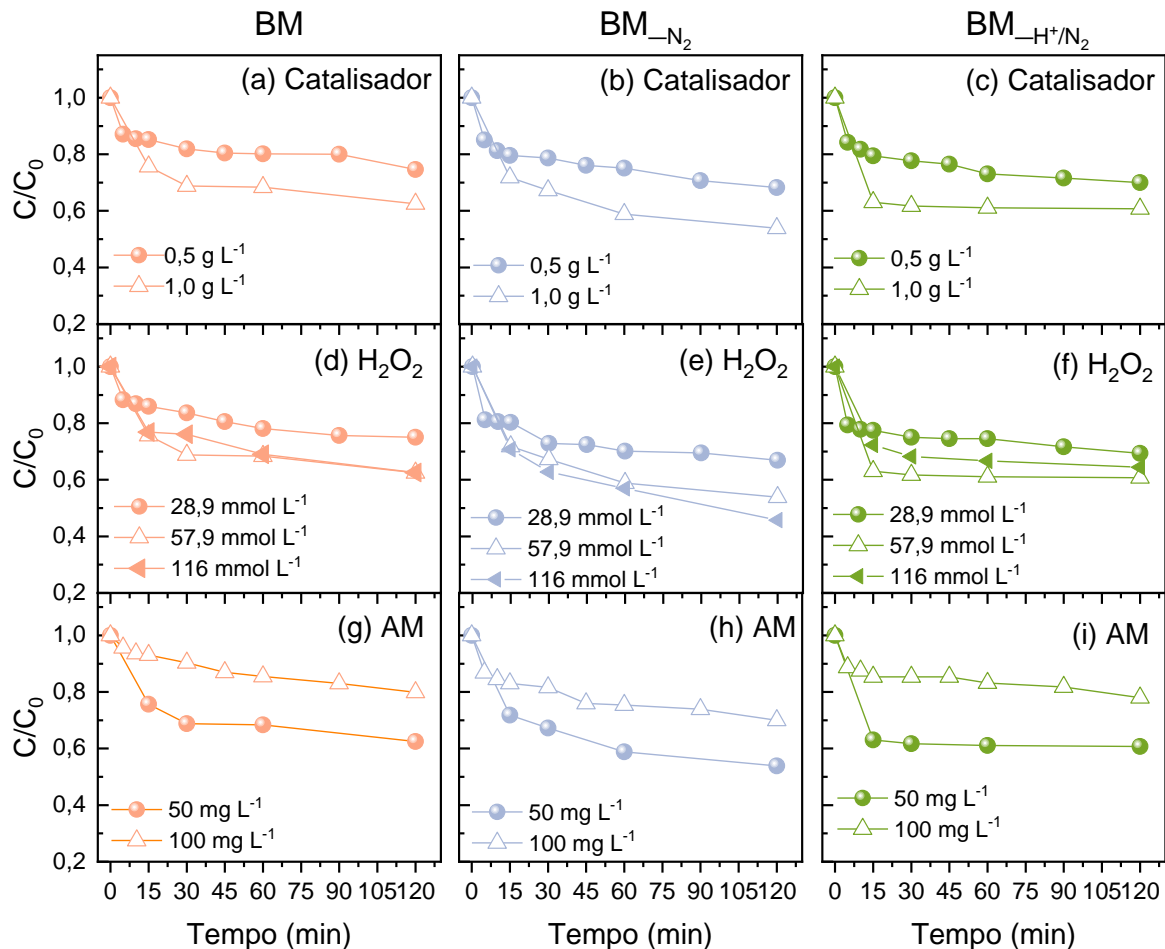 BM
BM—N₂
BM—H⁺/N₂
(a) Catalisador
(b) Catalisador
(c) Catalisador
C/C₀
1,0
0,8
0,6
0,4
0,2
0,5 g L⁻¹
1,0 g L⁻¹
0,5 g L⁻¹
1,0 g L⁻¹
0,5 g L⁻¹
1,0 g L⁻¹
(d) H₂O₂
(e) H₂O₂
(f) H₂O₂
C/C₀
1,0
0,8
0,6
0,4
0,2
28,9 mmol L⁻¹
57,9 mmol L⁻¹
116 mmol L⁻¹
28,9 mmol L⁻¹
57,9 mmol L⁻¹
116 mmol L⁻¹
28,9 mmol L⁻¹
57,9 mmol L⁻¹
116 mmol L⁻¹
(g) AM
(h) AM
(i) AM
C/C₀
1,0
0,8
0,6
0,4
0,2
50 mg L⁻¹
100 mg L⁻¹
50 mg L⁻¹
100 mg L⁻¹
50 mg L⁻¹
100 mg L⁻¹
0 15 30 45 60 75 90 105 120
0 15 30 45 60 75 90 105 120
0 15 30 45 60 75 90 105 120
Tempo (min)
Tempo (min)
Tempo (min)